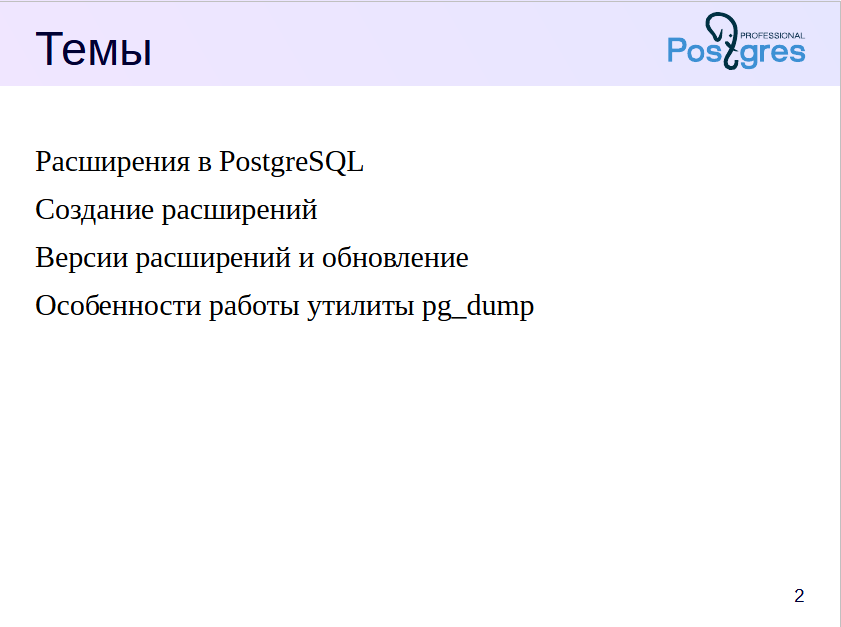 Темы
PROFESSIONAL
Postgres
Расширения в PostgreSQL
Создание расширений
Версии расширений и обновление
Особенности работы утилиты pg_dump
2